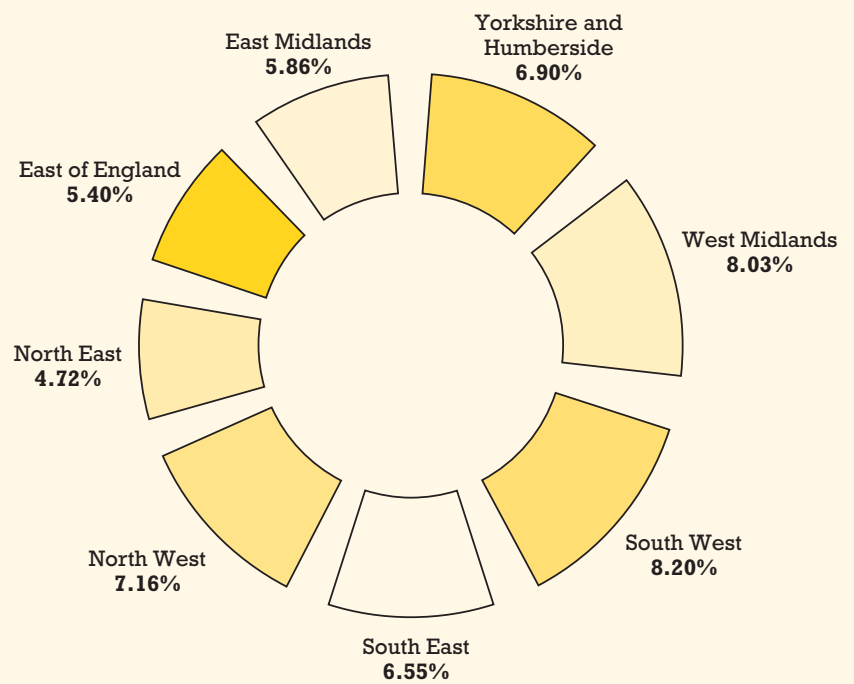 Yorkshire and
Humberside
6.90%
East Midlands
5.86%
East of England
5.40%
West Midlands
8.03%
North East
4.72%
South West
8.20%
North West
7.16%
South East
6.55%